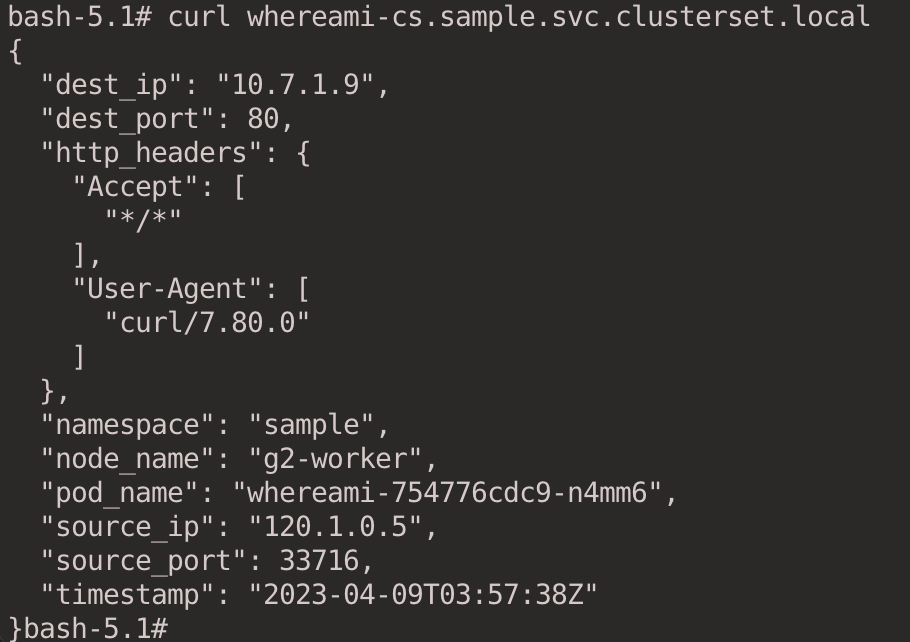 bash-5.1# curl whereami-cs.sample.svc.clusterset.local
{
  "dest_ip": "10.7.1.9",
  "dest_port": 80,
  "http_headers": {
    "Accept": [
      "*/*"
    ],
    "User-Agent": [
      "curl/7.80.0"
    ]
  },
  "namespace": "sample",
  "node_name": "g2-worker",
  "pod_name": "whereami-754776cdc9-n4mm6",
  "source_ip": "120.1.0.5",
  "source_port": 33716,
  "timestamp": "2023-04-09T03:57:38Z"
}bash-5.1#